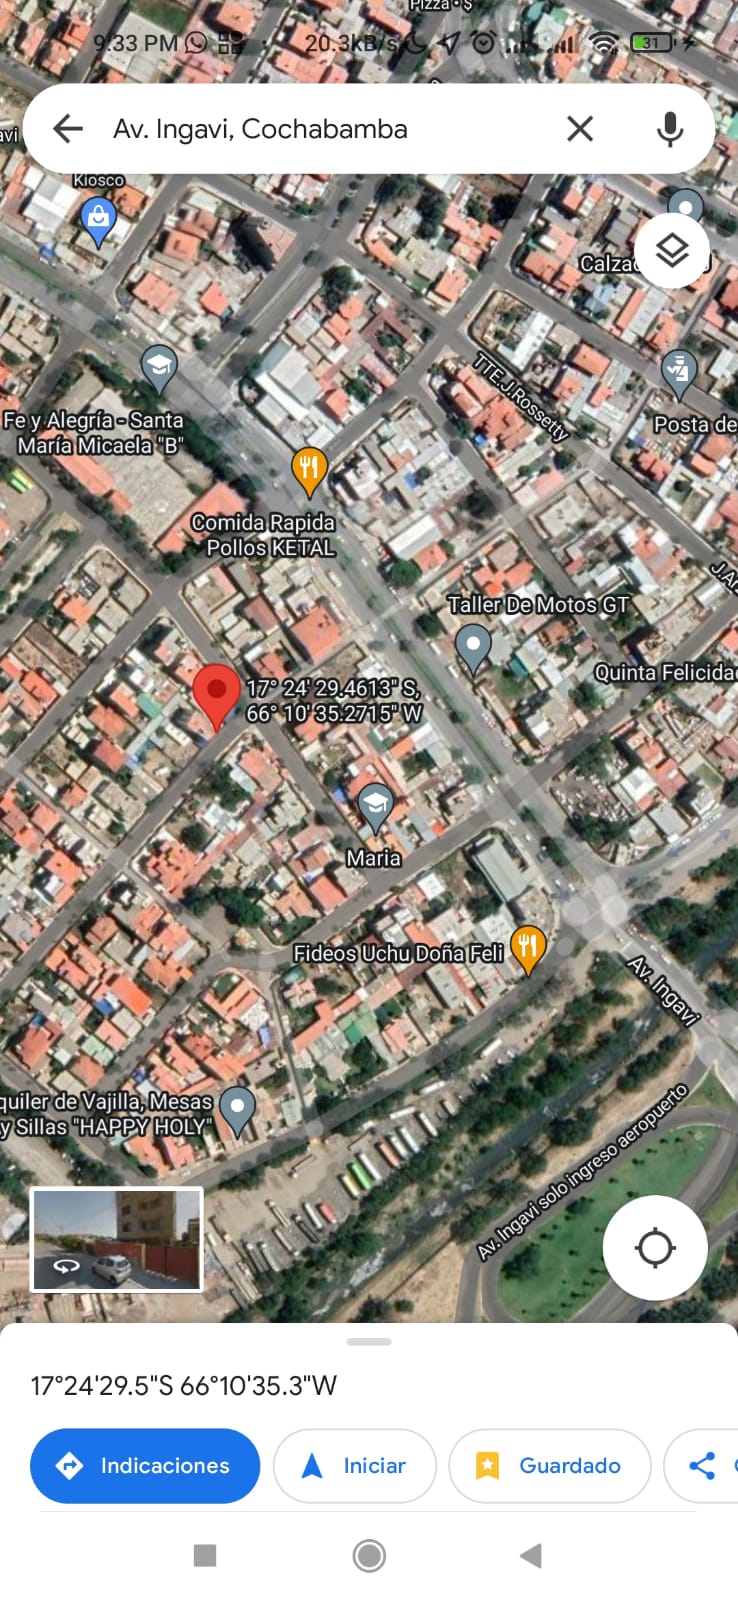 Pizza • $
9:33 PM
20.3kB/s
31
avi
Av. Ingavi, Cochabamba
Kiosco
Calza
TTE.J.Rossetty
Fe y Alegría - Santa
María Micaela "B"
Posta de
Comida Rapida
Pollos KETAL
J.Ar
Taller De Motos GT
Quinta Felicida
17° 24' 29.4613" S,
66° 10' 35.2715" W
Maria
Fideos Uchu Doña Feli
Av. Ingavi
quiler de Vajilla, Mesas
y Sillas "HAPPY HOLY"
Av. Ingavi solo ingreso aeropuerto
17°24'29.5"S 66°10'35.3"W
Indicaciones
Iniciar
Guardado